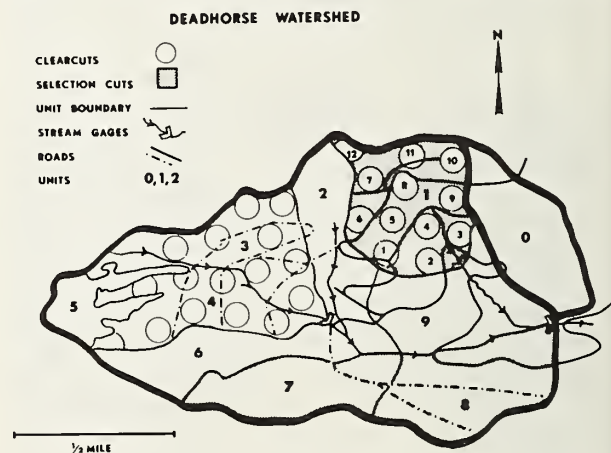 DEADHORSE WATERSHED
N
CLEARCUTS
SELECTION CUTS
UNIT BOUNDARY
STREAM GAGES
ROADS
UNITS 0,1,2
12
11
10
7
8
1
9
2
6
5
4
3
0
3
1
2
4
5
9
6
7
8
½ MILE